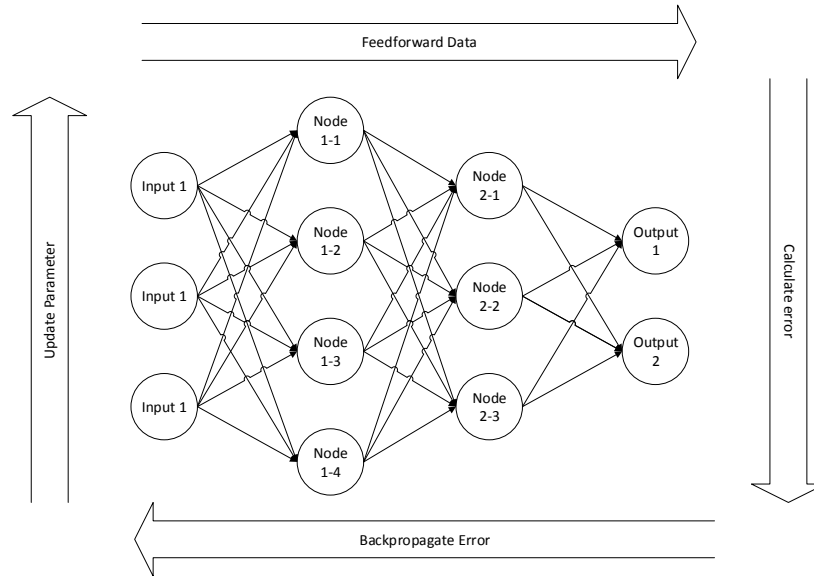 Feedforward Data
Update Parameter
Input 1
Input 1
Input 1
Node
1-1
Node
1-2
Node
1-3
Node
1-4
Node
2-1
Node
2-2
Node
2-3
Output
1
Output
2
Calculate error
Backpropagate Error